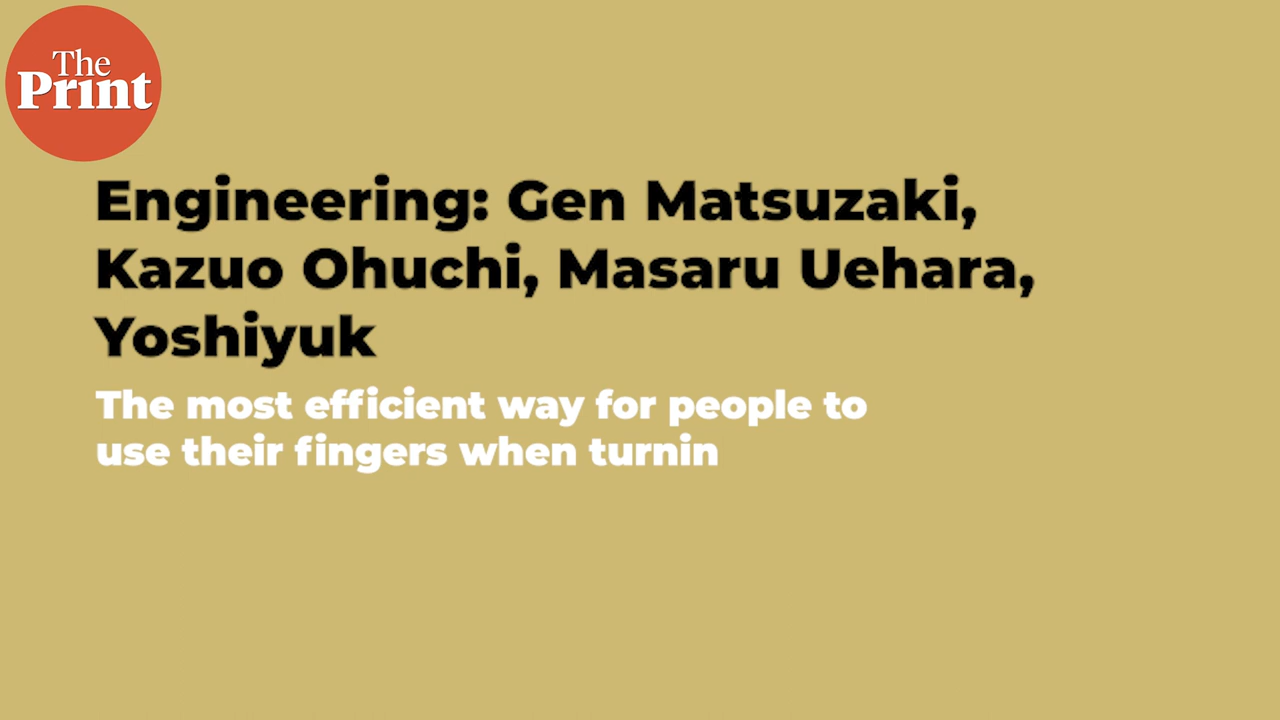 The
Print
Engineering: Gen Matsuzaki,
Kazuo Ohuchi, Masaru Uehara,
Yoshiyuk
The most efficient way for people to
use their fingers when turnin